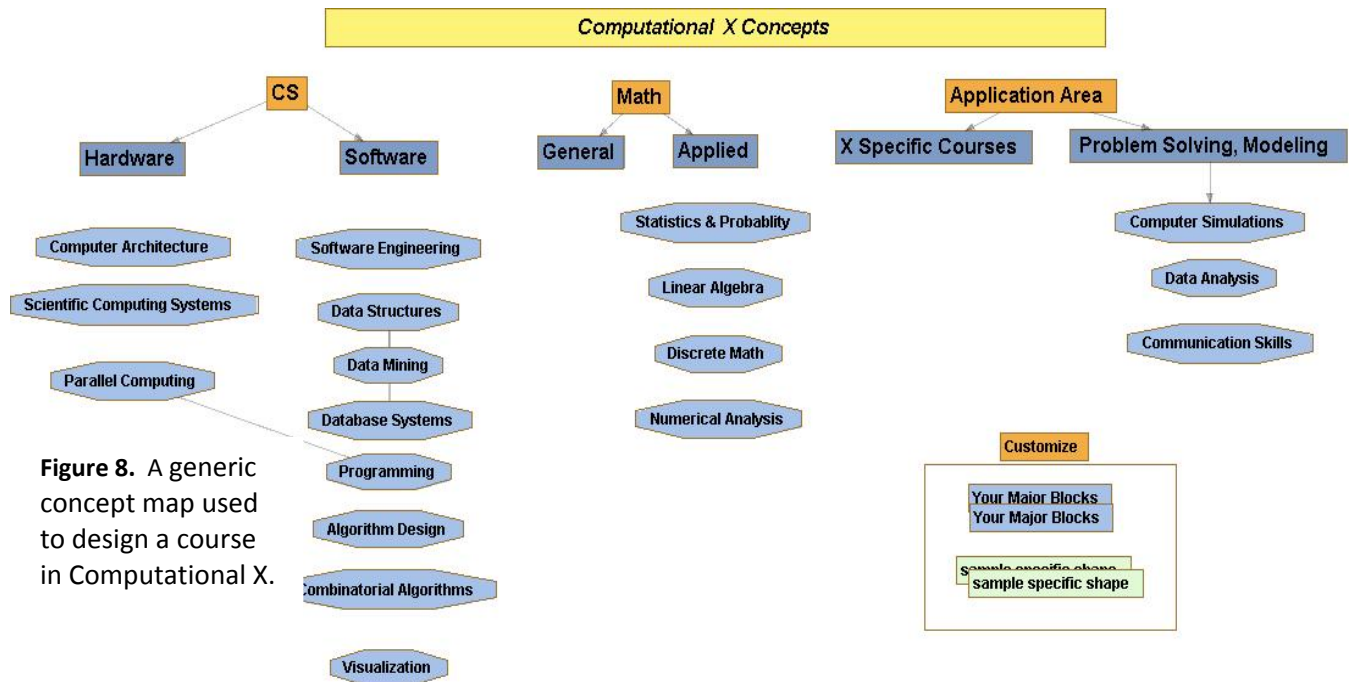 Computational X Concepts
CS
Math
Application Area
Hardware
Software
General
Applied
X Specific Courses
Problem Solving, Modeling
Computer Architecture
Scientific Computing Systems
Parallel Computing
Software Engineering
Data Structures
Data Mining
Database Systems
Programming
Algorithm Design
Combinatorial Algorithms
Visualization
Statistics & Probablity
Linear Algebra
Discrete Math
Numerical Analysis
Computer Simulations
Data Analysis
Communication Skills
Customize
Your Major Blocks
Your Major Blocks
sample specific shape
sample specific shape
Figure 8. A generic
concept map used
to design a course
in Computational X.